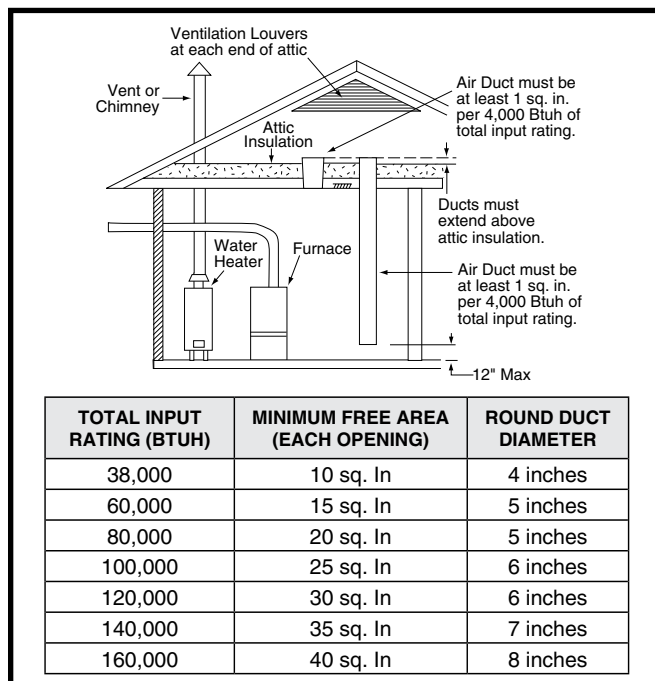 Ventilation Louvers
at each end of attic
Vent or
Chimney
Air Duct must be
at least 1 sq. in.
per 4,000 Btuh of
total input rating.
Attic
Insulation
Ducts must
extend above
attic insulation.
Water
Heater
Furnace
Air Duct must be
at least 1 sq. in.
per 4,000 Btuh of
total input rating.
12" Max
TOTAL INPUT RATING (BTUH) MINIMUM FREE AREA (EACH OPENING) ROUND DUCT DIAMETER
38,000 10 sq. In 4 inches
60,000 15 sq. In 5 inches
80,000 20 sq. In 5 inches
100,000 25 sq. In 6 inches
120,000 30 sq. In 6 inches
140,000 35 sq. In 7 inches
160,000 40 sq. In 8 inches